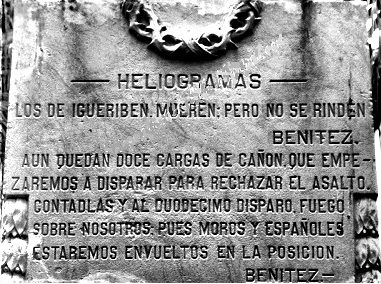 — HELIOGRAMAS —
LOS DE IGUERIBEN. MUEREN; PERO NO SE RINDEN
BENITEZ.
AUN QUEDAN DOCE CARGAS DE CAÑON, QUE EMPE-
ZAREMOS A DISPARAR PARA RECHAZAR EL ASALTO.
CONTADLAS Y AL DUODECIMO DISPARO, FUEGO
SOBRE NOSOTROS; PUES MOROS Y ESPAÑOLES
ESTAREMOS ENVUELTOS EN LA POSICION.
BENITEZ.—